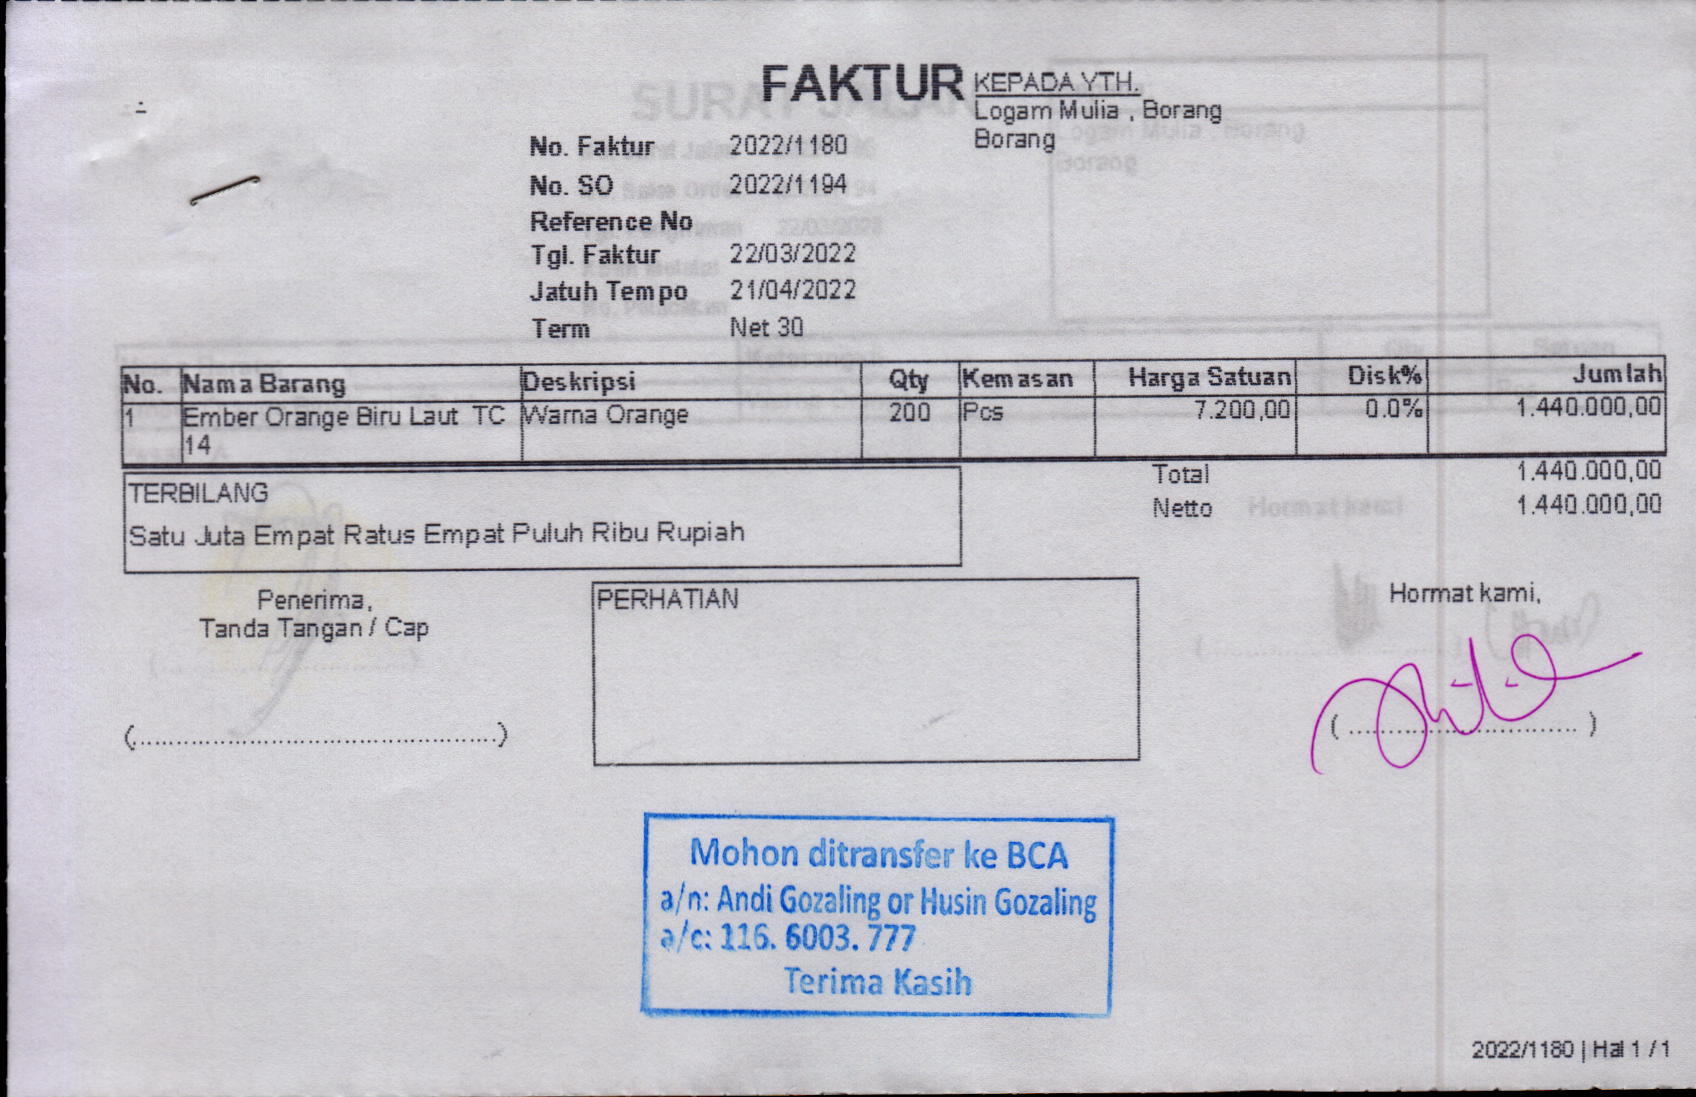 FAKTUR
KEPADA YTH.
Logam Mulia , Borang
Borang
No. Faktur 2022/1180
No. SO 2022/1194
Reference No
Tgl. Faktur 22/03/2022
Jatuh Tempo 21/04/2022
Term Net 30
No. Nama Barang Deskripsi Qty Kemasan Harga Satuan Disk% Jumlah
1 Ember Orange Biru Laut TC Warna Orange 200 Pcs 7.200,00 0.0% 1.440.000,00
14
Total 1.440.000,00
Netto 1.440.000,00
TERBILANG
Satu Juta Empat Ratus Empat Puluh Ribu Rupiah
Penerima,
Tanda Tangan / Cap
(................................................)
PERHATIAN
Hormat kami,
(..............................)
Mohon ditransfer ke BCA
a/n: Andi Gozaling or Husin Gozaling
a/c: 116. 6003. 777
Terima Kasih
2022/1180 | Hal 1 / 1